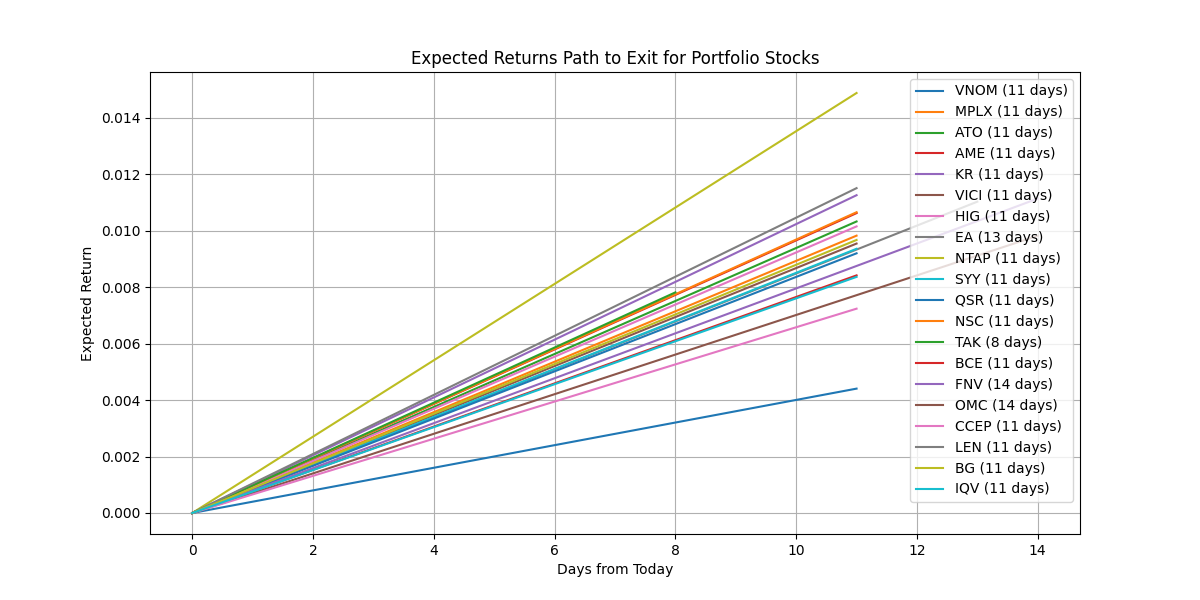 Expected Returns Path to Exit for Portfolio Stocks
Expected Return
0.014
0.012
0.010
0.008
0.006
0.004
0.002
0.000
VNOM (11 days)
MPLX (11 days)
ATO (11 days)
AME (11 days)
KR (11 days)
VICI (11 days)
HIG (11 days)
EA (13 days)
NTAP (11 days)
SYY (11 days)
QSR (11 days)
NSC (11 days)
TAK (8 days)
BCE (11 days)
FNV (14 days)
OMC (14 days)
CCEP (11 days)
LEN (11 days)
BG (11 days)
IQV (11 days)
0 2 4 6 8 10 12 14
Days from Today